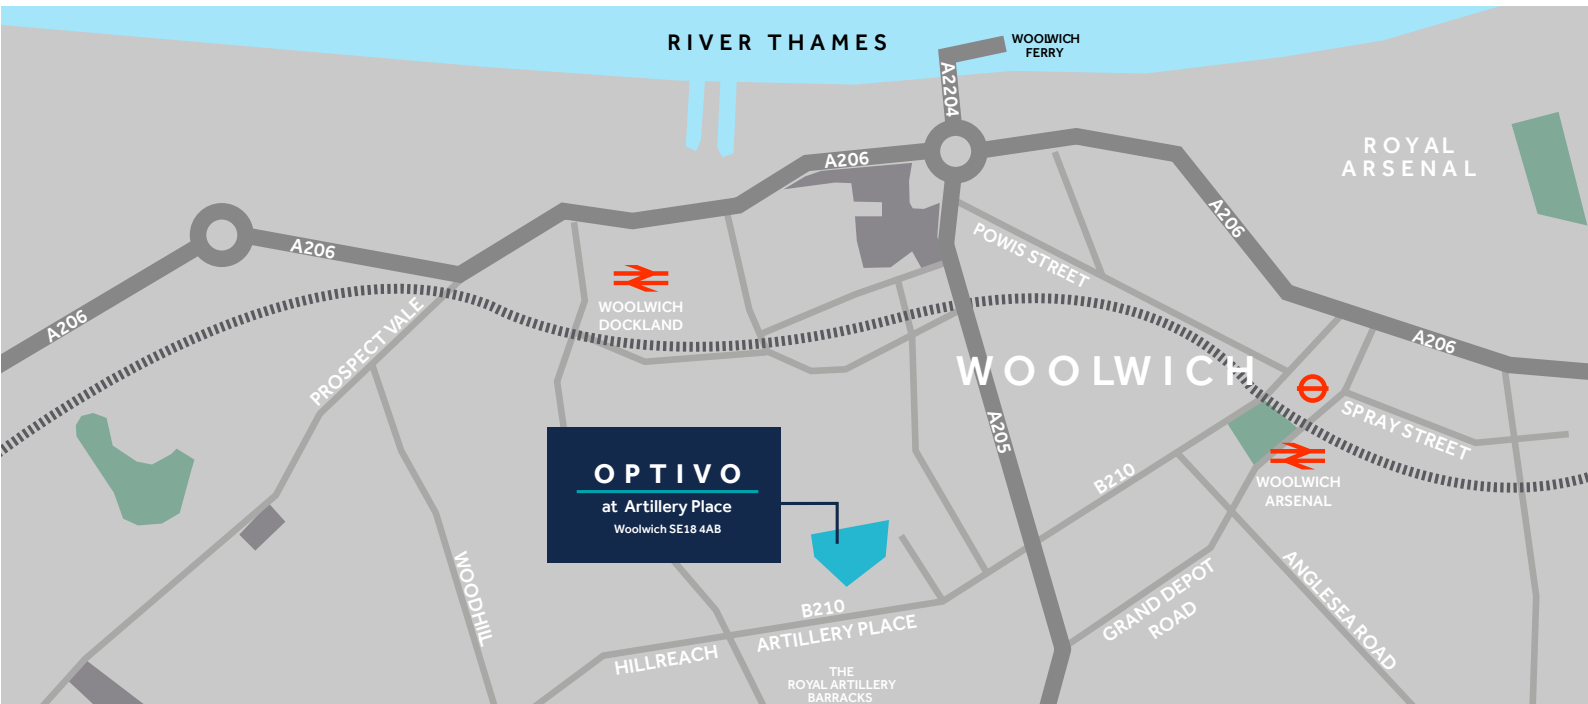 RIVER THAMES
WOOLWICH
FERRY
A2204
ROYAL
ARSENAL
A206
A206
A206
POWIS STREET
A206
WOOLWICH
DOCKLAND
A206
PROSPECT VALE
WOOLWICH
A205
SPRAY STREET
B210
WOOLWICH
ARSENAL
OPTIVO
at Artillery Place
Woolwich SE18 4AB
WOODHILL
B210
ARTILLERY PLACE
HILLREACH
GRAND DEPOT
ROAD
ANGLESEA ROAD
THE
ROYAL ARTILLERY
BARRACKS